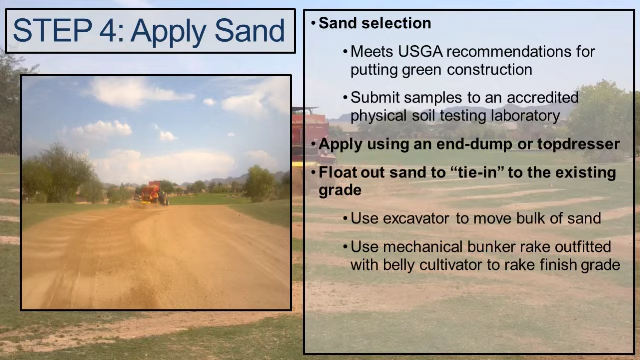 STEP 4: Apply Sand
• Sand selection
• Meets USGA recommendations for
putting green construction
• Submit samples to an accredited
physical soil testing laboratory
• Apply using an end-dump or topdresser
• Float out sand to “tie-in” to the existing
grade
• Use excavator to move bulk of sand
• Use mechanical bunker rake outfitted
with belly cultivator to rake finish grade